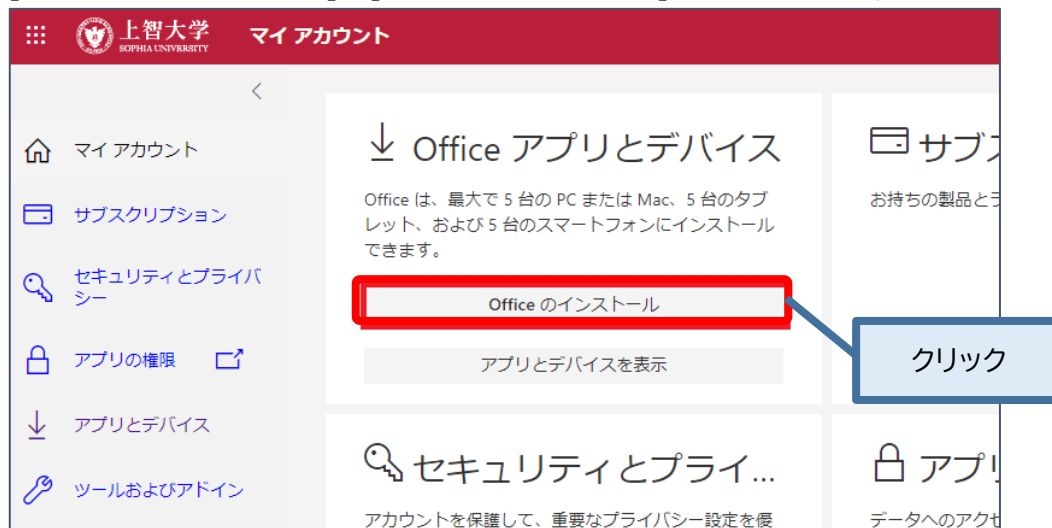 上智大学
SOPHIA UNIVERSITY
マイ アカウント
マイ アカウント
サブスクリプション
セキュリティとプライバ
シー
アプリの権限
アプリとデバイス
ツールおよびアドイン
Office アプリとデバイス
Office は、最大で 5 台の PC または Mac、5 台のタブ
レット、および 5 台のスマートフォンにインストール
できます。
Office のインストール
アプリとデバイスを表示
クリック
サブス
お持ちの製品とラ
セキュリティとプライ...
アカウントを保護して、重要なプライバシー設定を優
アプリ
データへのアクセ